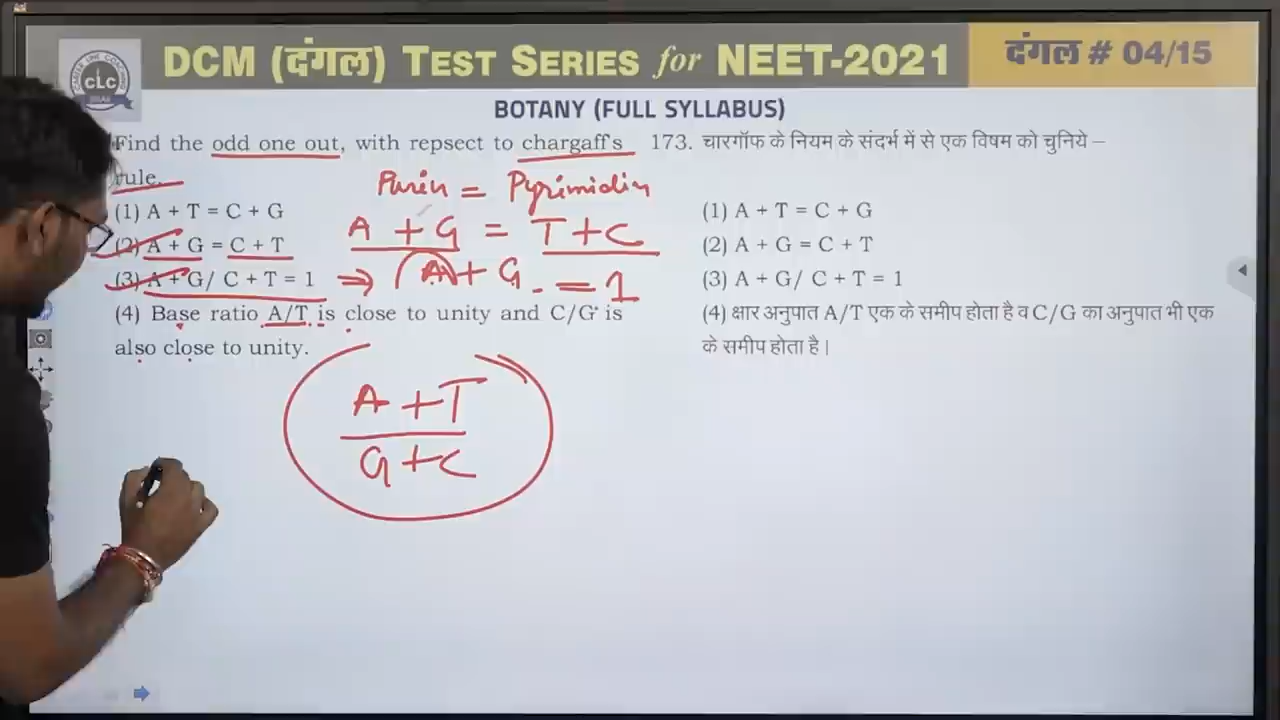 CLC
DCM (दंगल) TEST SERIES for NEET-2021
दंगल # 04/15
BOTANY (FULL SYLLABUS)
Find the odd one out, with repsect to chargaff's
rule.
(1) A + T = C + G
(2) A + G = C + T
(3) A + G/ C + T = 1
(4) Base ratio A/T is close to unity and C/G is
also close to unity.
Purin = Pyrimidin
A + G = T + C
⇒ A + G = 1
A + T
G + C
173. चारगॉफ के नियम के संदर्भ में से एक विषम को चुनिये –
(1) A + T = C + G
(2) A + G = C + T
(3) A + G/ C + T = 1
(4) क्षार अनुपात A/T एक के समीप होता है व C/G का अनुपात भी एक
के समीप होता है |